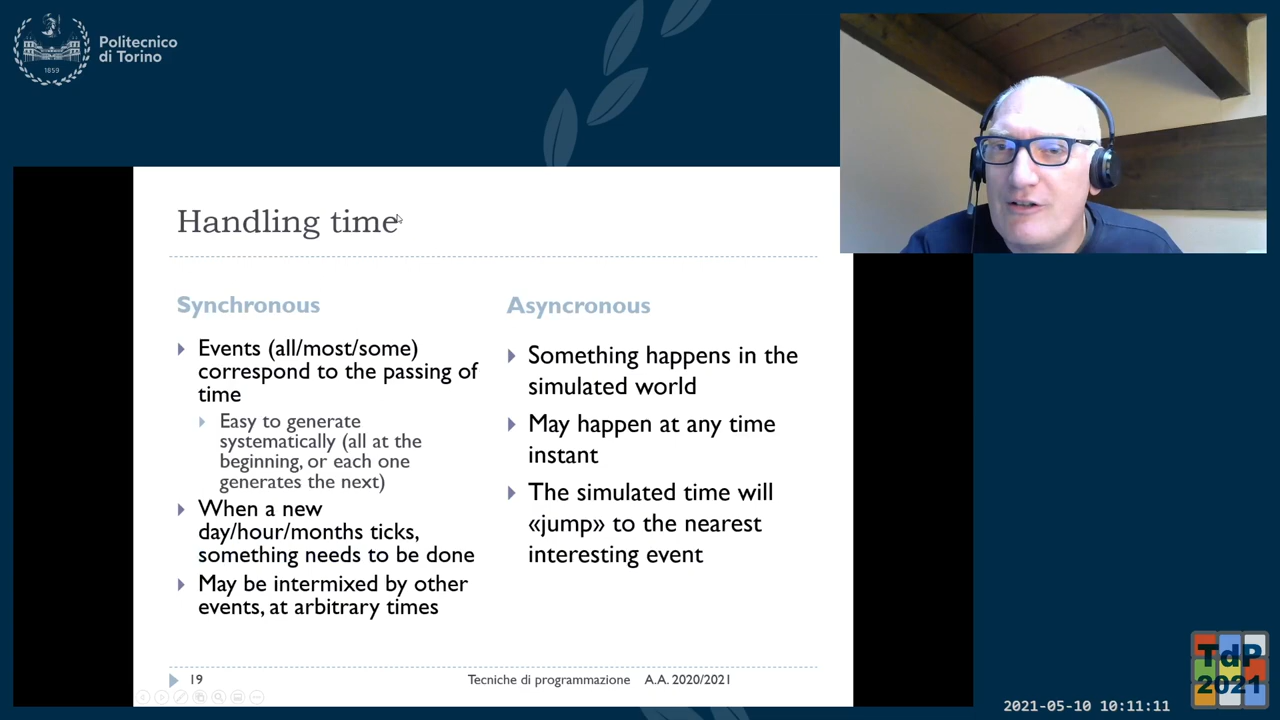 Politecnico
di Torino
1859
Handling time
Synchronous
Events (all/most/some)
correspond to the passing of
time
Easy to generate
systematically (all at the
beginning, or each one
generates the next)
When a new
day/hour/months ticks,
something needs to be done
May be intermixed by other
events, at arbitrary times
Asyncronous
Something happens in the
simulated world
May happen at any time
instant
The simulated time will
«jump» to the nearest
interesting event
19
Tecniche di programmazione A.A. 2020/2021
TdP
2021
2021-05-10 10:11:11